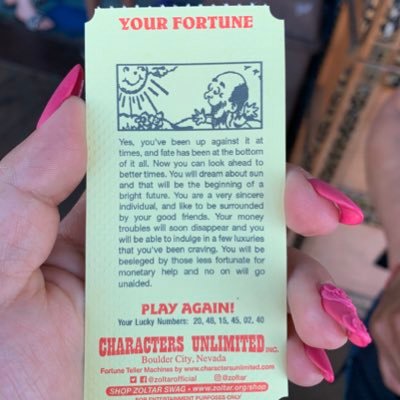 YOUR FORTUNE
Yes, you've been up against it at
times, and fate has been at the bottom
of it all. Now you can look ahead to
better times. You will dream about sun
and that will be the beginning of a
bright future. You are a very sincere
individual, and like to be surrounded
by your good friends. Your money
troubles will soon disappear and you
will be able to indulge in a few luxuries
that you've been craving. You will be
besieged by those less fortunate for
monetary help and no on will go
unaided.
PLAY AGAIN!
Your Lucky Numbers: 20, 48, 15, 45, 02, 40
CHARACTERS UNLIMITED INC.
Boulder City, Nevada
Fortune Teller Machines by www.charactersunlimited.com
@zoltarofficial @zoltar
SHOP ZOLTAR SWAG - www.zoltar.org/shop
FOR ENTERTAINMENT PURPOSES ONLY